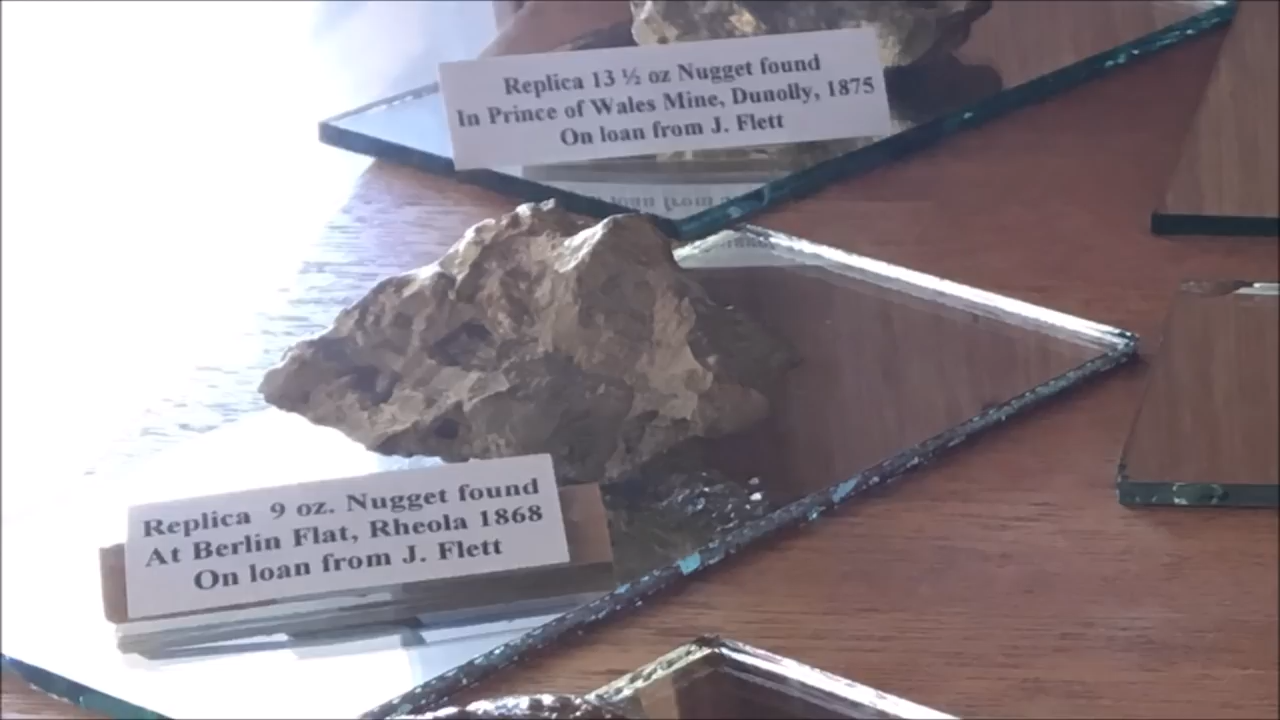 Replica 13 ½ oz Nugget found
In Prince of Wales Mine, Dunolly, 1875
On loan from J. Flett
Replica 9 oz. Nugget found
At Berlin Flat, Rheola 1868
On loan from J. Flett